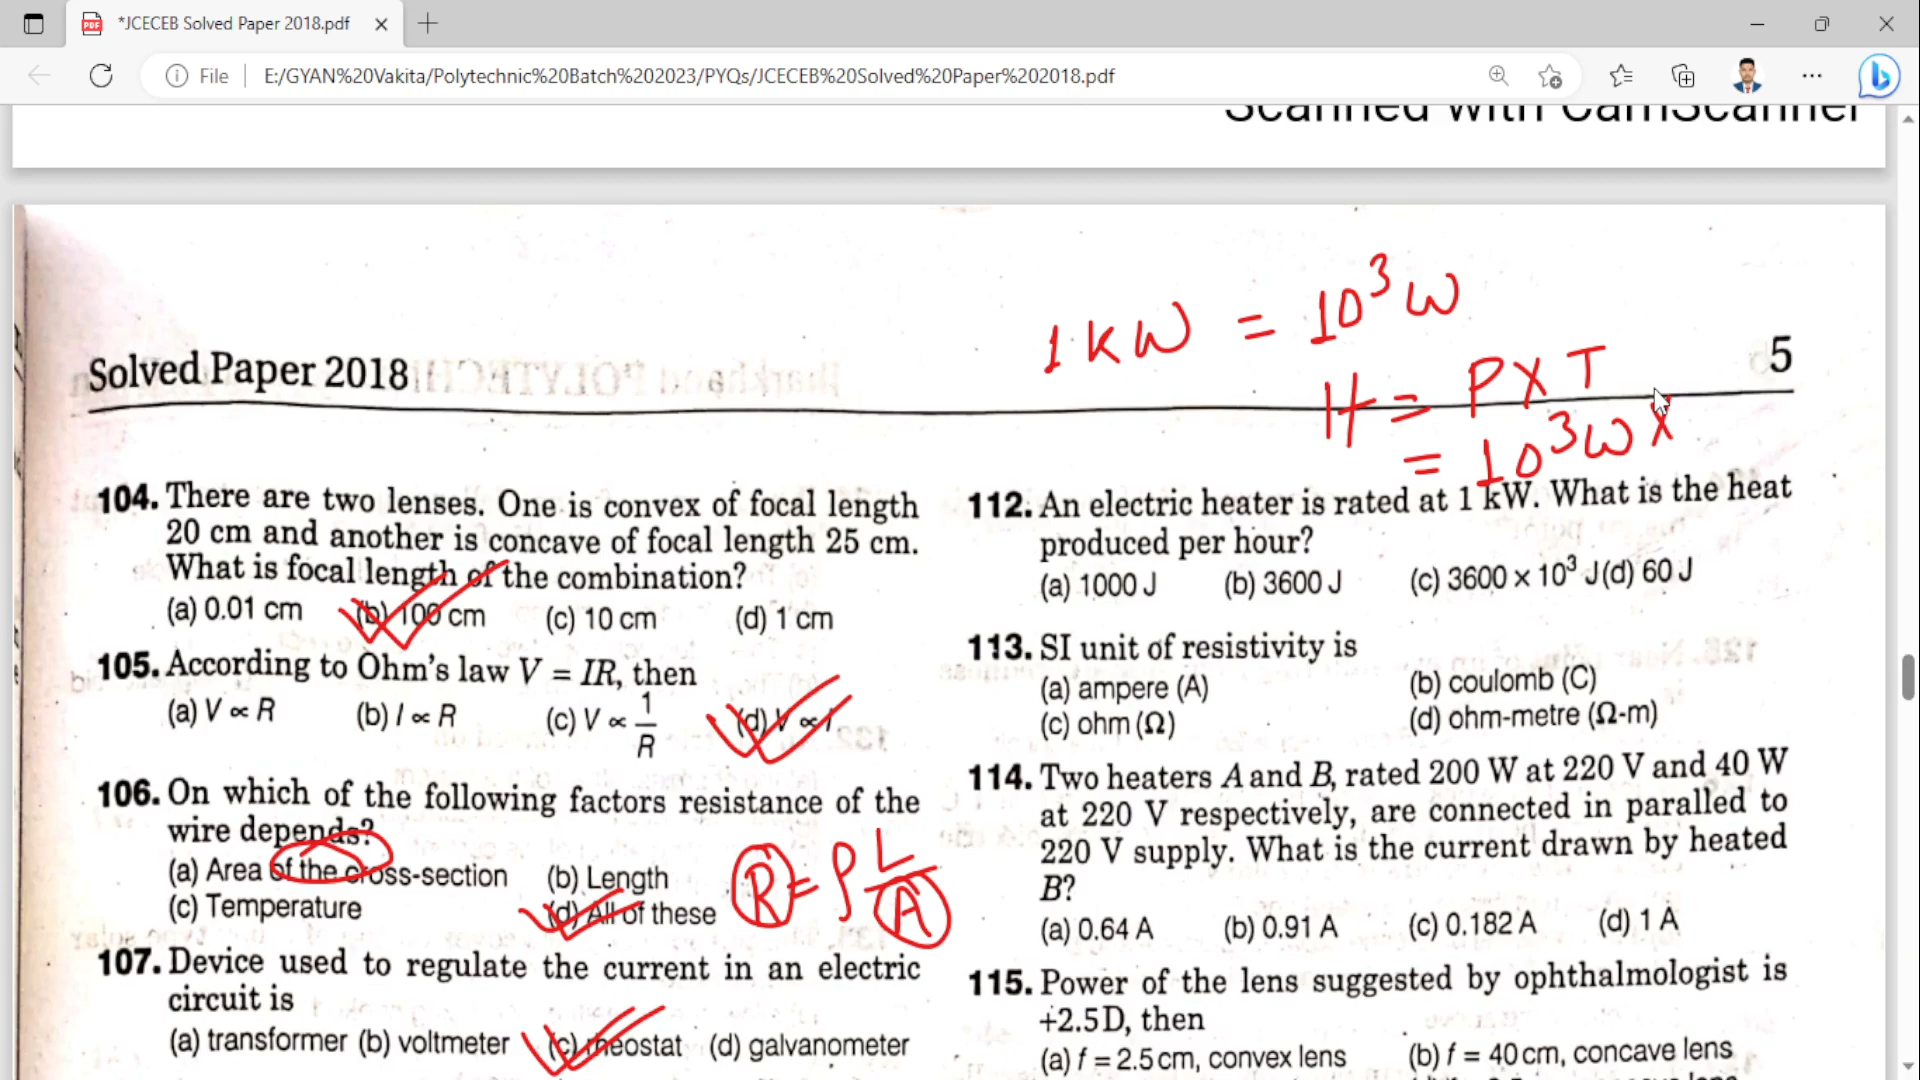 *JCECEB Solved Paper 2018.pdf
File
E:/GYAN%20Vakita/Polytechnic%20Batch%202023/PYQs/JCECEB%20Solved%20Paper%202018.pdf
Scanned with CamScanner
1 KW = 10³ W
H = P X T
= 10³ W X
Solved Paper 2018
5
104. There are two lenses. One is convex of focal length
20 cm and another is concave of focal length 25 cm.
What is focal length of the combination?
(a) 0.01 cm (b) 100 cm (c) 10 cm (d) 1 cm
105. According to Ohm's law V = IR, then
(a) V ∝ R (b) I ∝ R (c) V ∝ 1/R (d) V ∝ I
106. On which of the following factors resistance of the
wire depends?
(a) Area of the cross-section (b) Length
(c) Temperature (d) All of these
R = ρ L/A
107. Device used to regulate the current in an electric
circuit is
(a) transformer (b) voltmeter (c) rheostat (d) galvanometer
112. An electric heater is rated at 1 kW. What is the heat
produced per hour?
(a) 1000 J (b) 3600 J (c) 3600 × 10³ J (d) 60 J
113. SI unit of resistivity is
(a) ampere (A) (b) coulomb (C)
(c) ohm (Ω) (d) ohm-metre (Ω-m)
114. Two heaters A and B, rated 200 W at 220 V and 40 W
at 220 V respectively, are connected in paralled to
220 V supply. What is the current drawn by heated
B?
(a) 0.64 A (b) 0.91 A (c) 0.182 A (d) 1 A
115. Power of the lens suggested by ophthalmologist is
+2.5D, then
(a) f = 2.5 cm, convex lens (b) f = 40 cm, concave lens